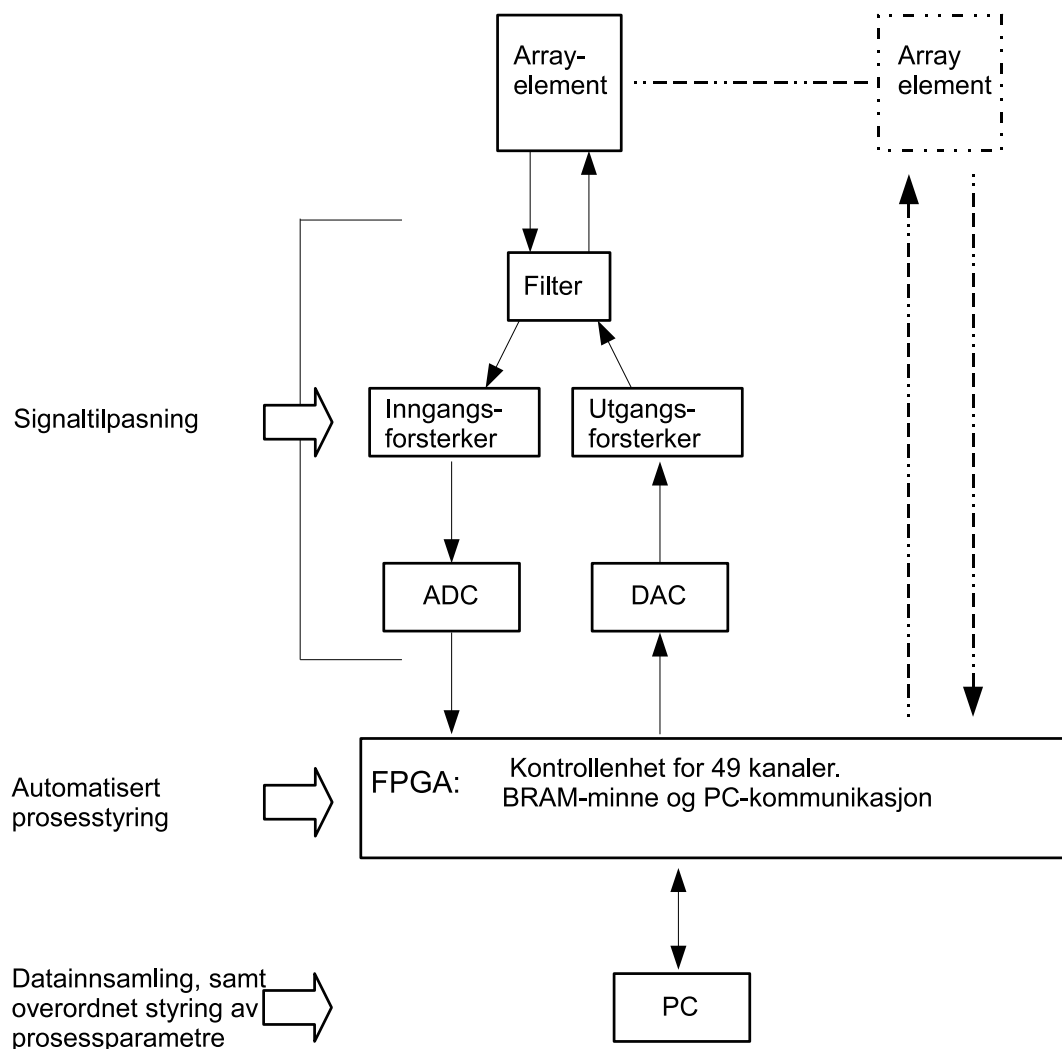 Array-
element
Array
element
Filter
Signaltilpasning
Inngangs-
forsterker
Utgangs-
forsterker
ADC
DAC
Automatisert
prosesstyring
FPGA:
Kontrollenhet for 49 kanaler.
BRAM-minne og PC-kommunikasjon
Datainnsamling, samt
overordnet styring av
prosessparametre
PC